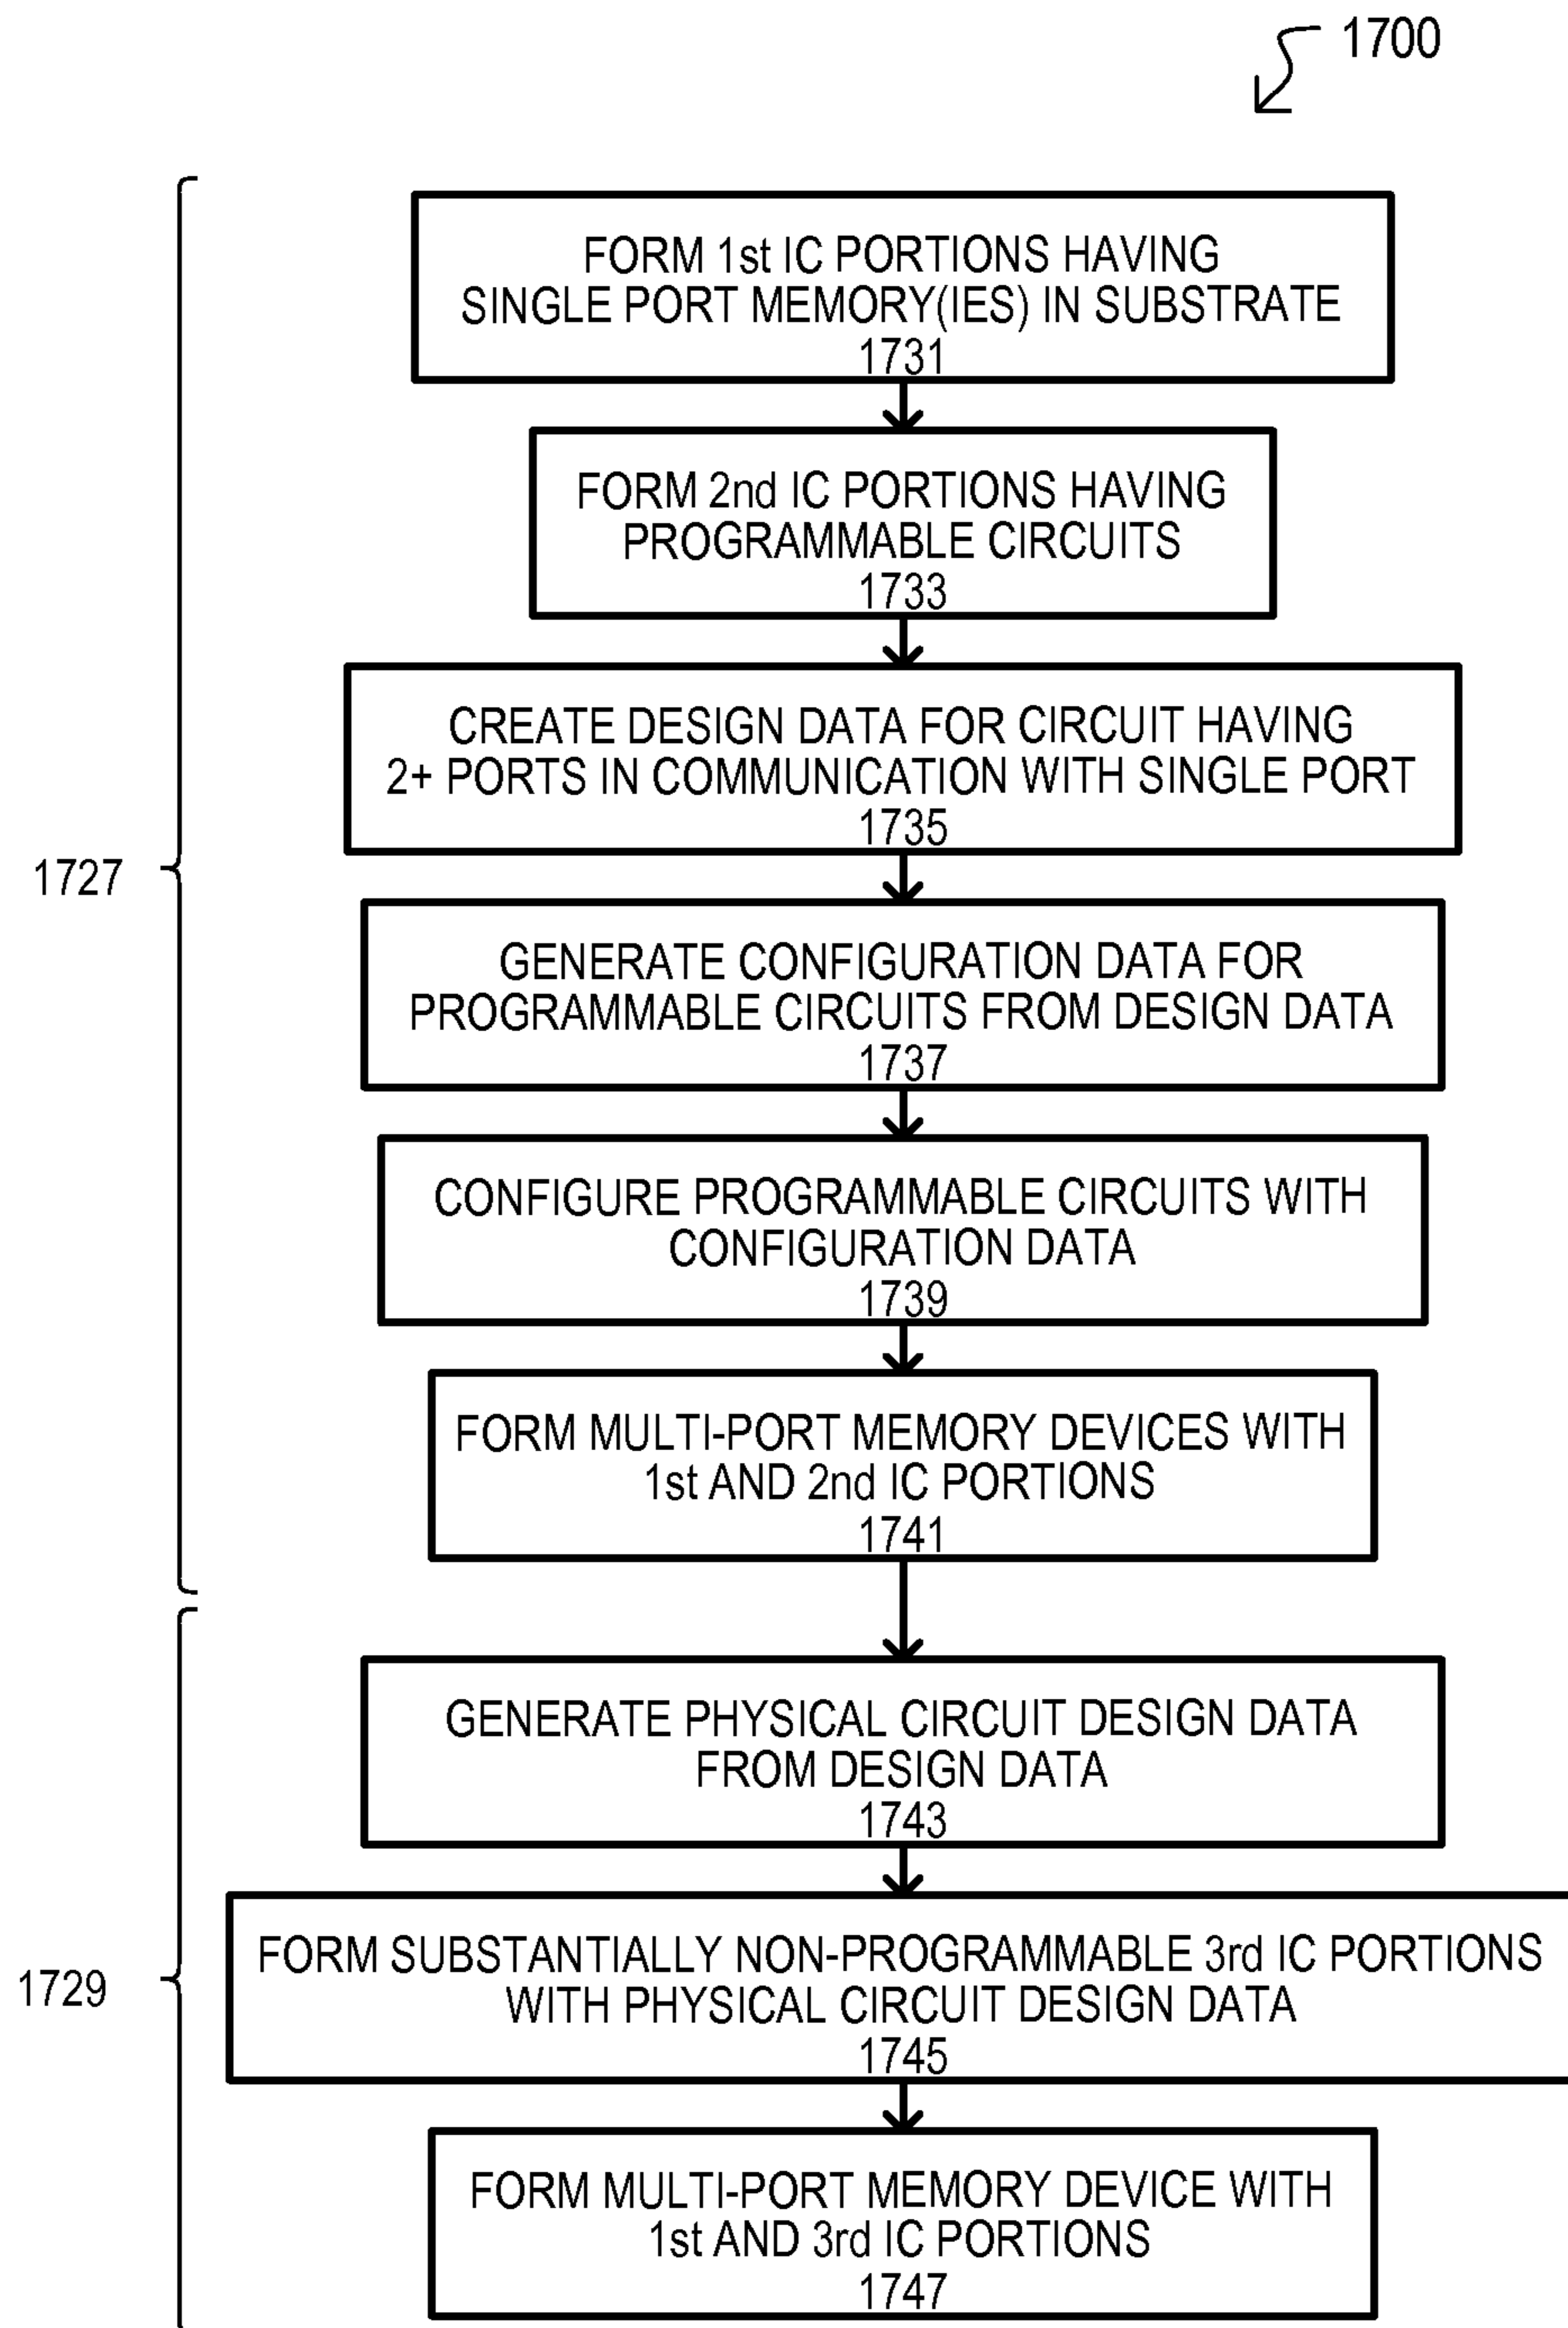 1700
FORM 1st IC PORTIONS HAVING
SINGLE PORT MEMORY(IES) IN SUBSTRATE
1731
FORM 2nd IC PORTIONS HAVING
PROGRAMMABLE CIRCUITS
1733
CREATE DESIGN DATA FOR CIRCUIT HAVING
2+ PORTS IN COMMUNICATION WITH SINGLE PORT
1735
1727
GENERATE CONFIGURATION DATA FOR
PROGRAMMABLE CIRCUITS FROM DESIGN DATA
1737
CONFIGURE PROGRAMMABLE CIRCUITS WITH
CONFIGURATION DATA
1739
FORM MULTI-PORT MEMORY DEVICES WITH
1st AND 2nd IC PORTIONS
1741
GENERATE PHYSICAL CIRCUIT DESIGN DATA
FROM DESIGN DATA
1743
FORM SUBSTANTIALLY NON-PROGRAMMABLE 3rd IC PORTIONS
WITH PHYSICAL CIRCUIT DESIGN DATA
1745
1729
FORM MULTI-PORT MEMORY DEVICE WITH
1st AND 3rd IC PORTIONS
1747